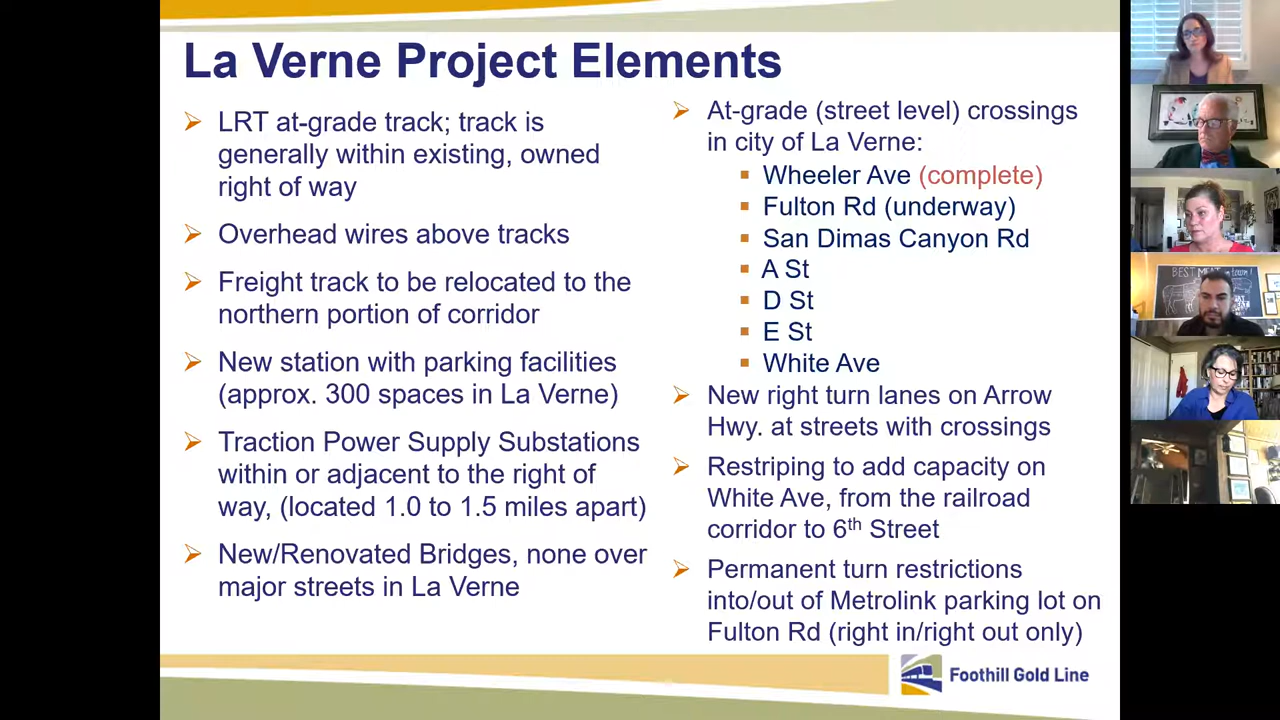 La Verne Project Elements
LRT at-grade track; track is
generally within existing, owned
right of way
Overhead wires above tracks
Freight track to be relocated to the
northern portion of corridor
New station with parking facilities
(approx. 300 spaces in La Verne)
Traction Power Supply Substations
within or adjacent to the right of
way, (located 1.0 to 1.5 miles apart)
New/Renovated Bridges, none over
major streets in La Verne
At-grade (street level) crossings
in city of La Verne:
Wheeler Ave (complete)
Fulton Rd (underway)
San Dimas Canyon Rd
A St
D St
E St
White Ave
New right turn lanes on Arrow
Hwy. at streets with crossings
Restriping to add capacity on
White Ave, from the railroad
corridor to 6th Street
Permanent turn restrictions
into/out of Metrolink parking lot on
Fulton Rd (right in/right out only)
Foothill Gold Line
BEST MEAT in town!